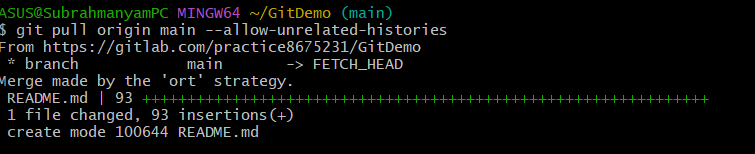 ASUS@SubrahmanyamPC MINGW64 ~/GitDemo (main)
$ git pull origin main --allow-unrelated-histories
From https://gitlab.com/practice8675231/GitDemo
 * branch            main       -> FETCH_HEAD
Merge made by the 'ort' strategy.
 README.md | 93 +++++++++++++++++++++++++++++++++++++++++++++++++++++++++++++++
 1 file changed, 93 insertions(+)
 create mode 100644 README.md